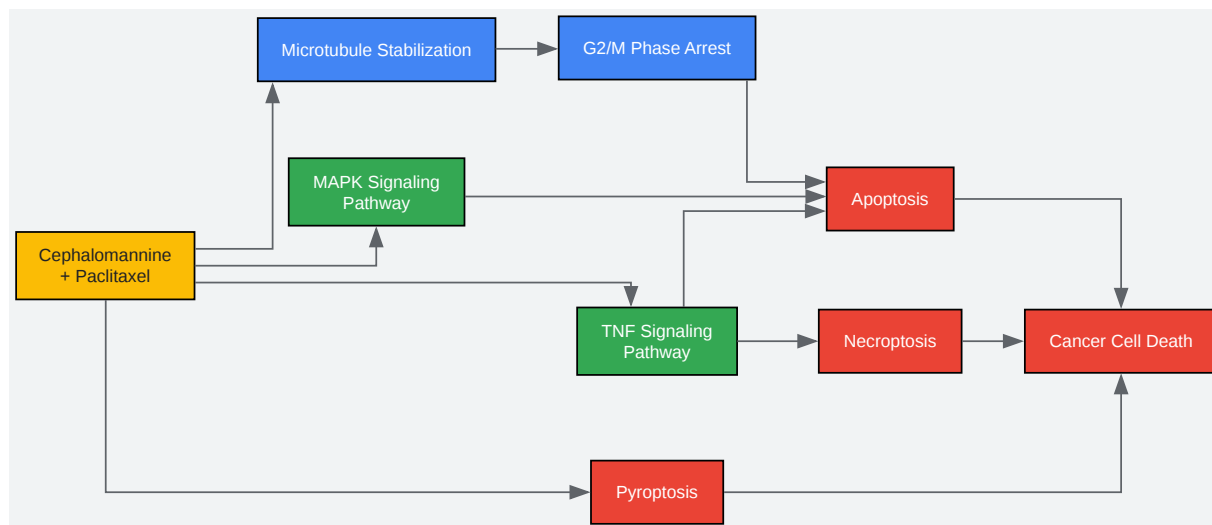 Microtubule Stabilization
G2/M Phase Arrest
MAPK Signaling
Pathway
Apoptosis
Cephalomannine
+ Paclitaxel
TNF Signaling
Pathway
Necroptosis
Cancer Cell Death
Pyroptosis